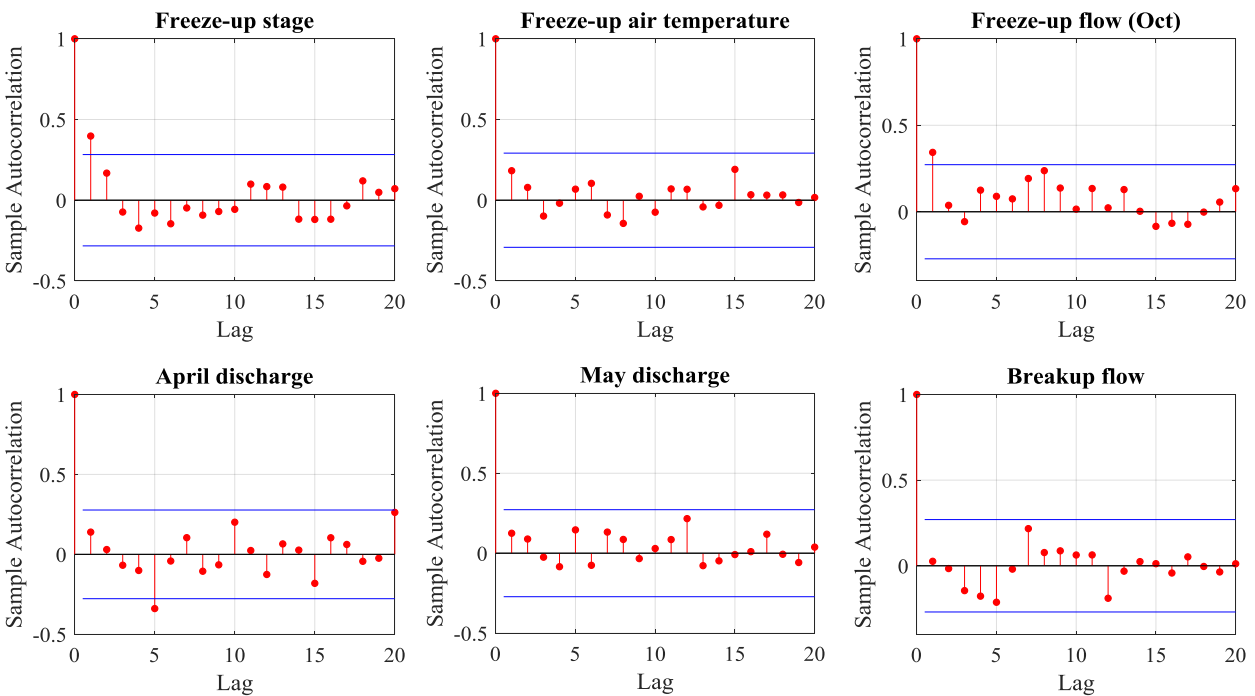 Freeze-up stage
1
0.5
0
-0.5
Sample Autocorrelation
0 5 10 15 20
Lag
Freeze-up air temperature
1
0.5
0
-0.5
Sample Autocorrelation
0 5 10 15 20
Lag
Freeze-up flow (Oct)
1
0.5
0
Sample Autocorrelation
0 5 10 15 20
Lag
April discharge
1
0.5
0
-0.5
Sample Autocorrelation
0 5 10 15 20
Lag
May discharge
1
0.5
0
-0.5
Sample Autocorrelation
0 5 10 15 20
Lag
Breakup flow
1
0.5
0
Sample Autocorrelation
0 5 10 15 20
Lag